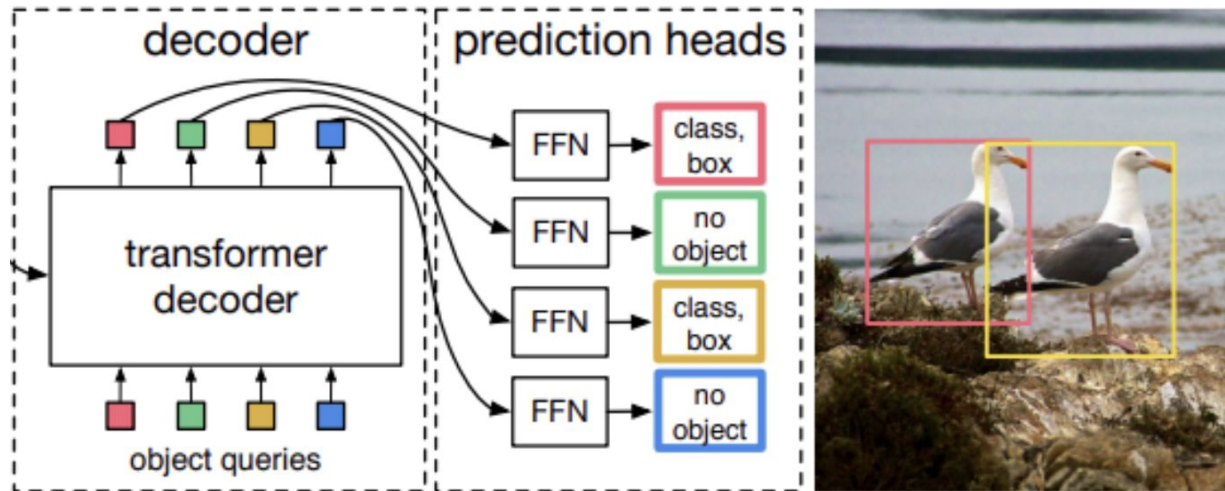 decoder
transformer
decoder
object queries
prediction heads
FFN
class,
box
FFN
no
object
FFN
class,
box
FFN
no
object